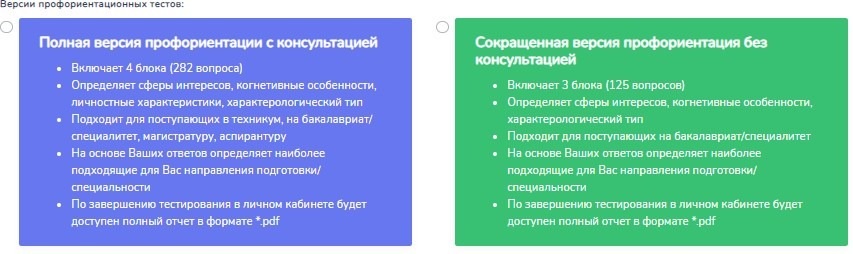 Версии профориентационных тестов:
Полная версия профориентации с консультацией
Включает 4 блока (282 вопроса)
Определяет сферы интересов, когнитивные особенности,
личностные характеристики, характерологический тип
Подходит для поступающих в техникум, на бакалавриат/
специалитет, магистратуру, аспирантуру
На основе Ваших ответов определяет наиболее
подходящие для Вас направления подготовки/
специальности
По завершению тестирования в личном кабинете будет
доступен полный отчет в формате *.pdf
Сокращенная версия профориентация без
консультацией
Включает 3 блока (125 вопросов)
Определяет сферы интересов, когнитивные особенности,
характерологический тип
Подходит для поступающих на бакалавриат/специалитет
На основе Ваших ответов определяет наиболее
подходящие для Вас направления подготовки/
специальности
По завершению тестирования в личном кабинете будет
доступен полный отчет в формате *.pdf